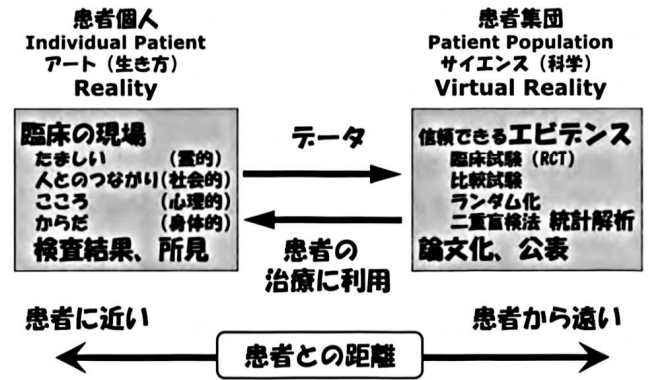 患者個人
Individual Patient
アート（生き方）
Reality
臨床の現場
たましい （霊的）
人とのつながり（社会的）
こころ （心理的）
からだ （身体的）
検査結果、所見
データ
患者の
治療に利用
患者集団
Patient Population
サイエンス（科学）
Virtual Reality
信頼できるエビデンス
臨床試験（RCT）
比較試験
ランダム化
二重盲検法 統計解析
論文化、公表
患者に近い
患者から遠い
患者との距離